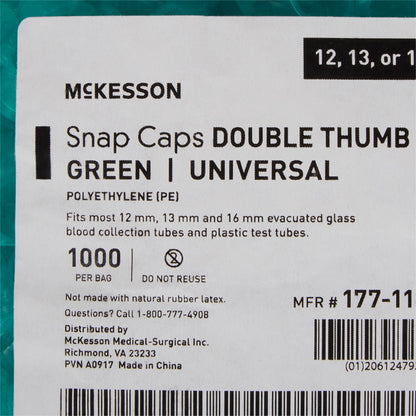 12, 13, or 1
McKESSON
Snap Caps DOUBLE THUMB
GREEN | UNIVERSAL
POLYETHYLENE (PE)
Fits most 12 mm, 13 mm and 16 mm evacuated glass
blood collection tubes and plastic test tubes.
1000
PER BAG
2
DO NOT REUSE
Not made with natural rubber latex.
Questions? Call 1-800-777-4908
MFR # 177-11
Distributed by
McKesson Medical-Surgical Inc.
Richmond, VA 23233
PVN A0917 Made in China
(01)20612479